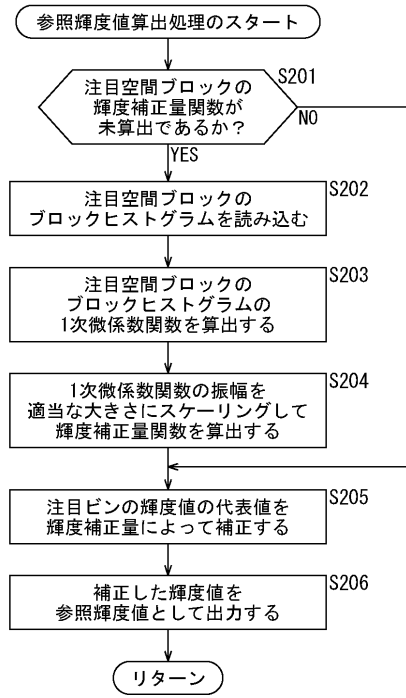 参照輝度値算出処理のスタート
S201
注目空間ブロックの
輝度補正量関数が
未算出であるか？
NO
YES
S202
注目空間ブロックの
ブロックヒストグラムを読み込む
S203
注目空間ブロックの
ブロックヒストグラムの
1次微係数関数を算出する
S204
1次微係数関数の振幅を
適当な大きさにスケーリングして
輝度補正量関数を算出する
S205
注目ビンの輝度値の代表値を
輝度補正量によって補正する
S206
補正した輝度値を
参照輝度値として出力する
リターン